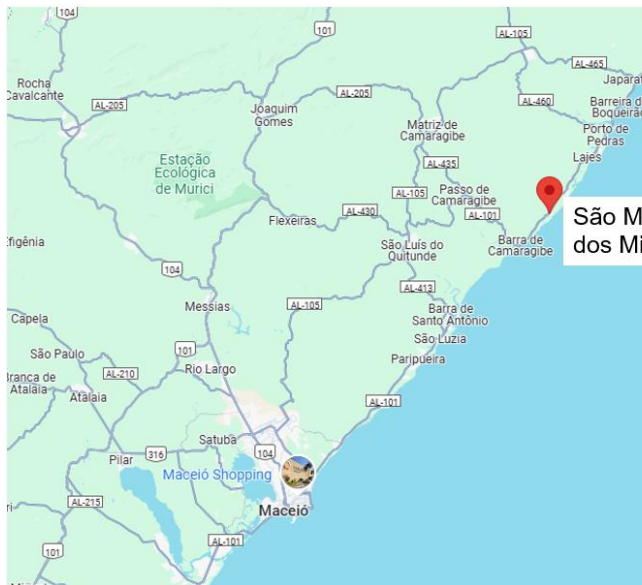 104
101
AL-105
AL-465
Japarat
Rocha
Cavalcante
AL-205
AL-205
AL-460
Barreira d
Boqueirão
Joaquim
Gomes
Matriz de
Camaragibe
Porto de
Pedras
Lajes
Estação
Ecológica
de Murici
AL-435
AL-105
Passo de
Camaragibe
AL-101
São M
dos Mi
Flexeiras
AL-430
São Luís do
Quitunde
Barra de
Camaragibe
figênia
104
AL-413
Messias
AL-105
Barra de
Santo Antônio
São Luzia
Capela
101
São Paulo
Paripueira
Branca de
Atalaia
AL-210
Rio Largo
Atalaia
AL-101
Satuba
Pilar
316
104
Maceió Shopping
Maceió
AL-215
AL-101
101